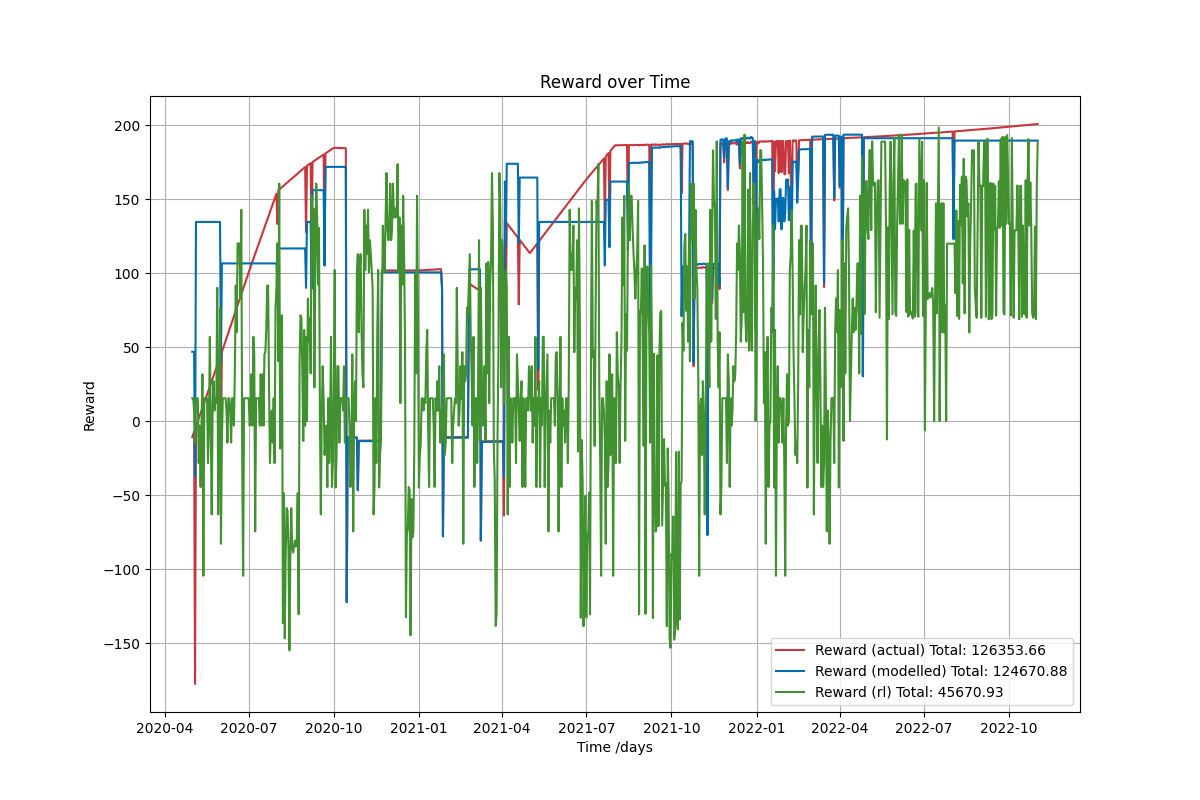 Reward over Time
200
150
100
50
0
−50
−100
−150
Reward
2020-04 2020-07 2020-10 2021-01 2021-04 2021-07 2021-10 2022-01 2022-04 2022-07 2022-10
Time /days
Reward (actual) Total: 126353.66
Reward (modelled) Total: 124670.88
Reward (rl) Total: 45670.93